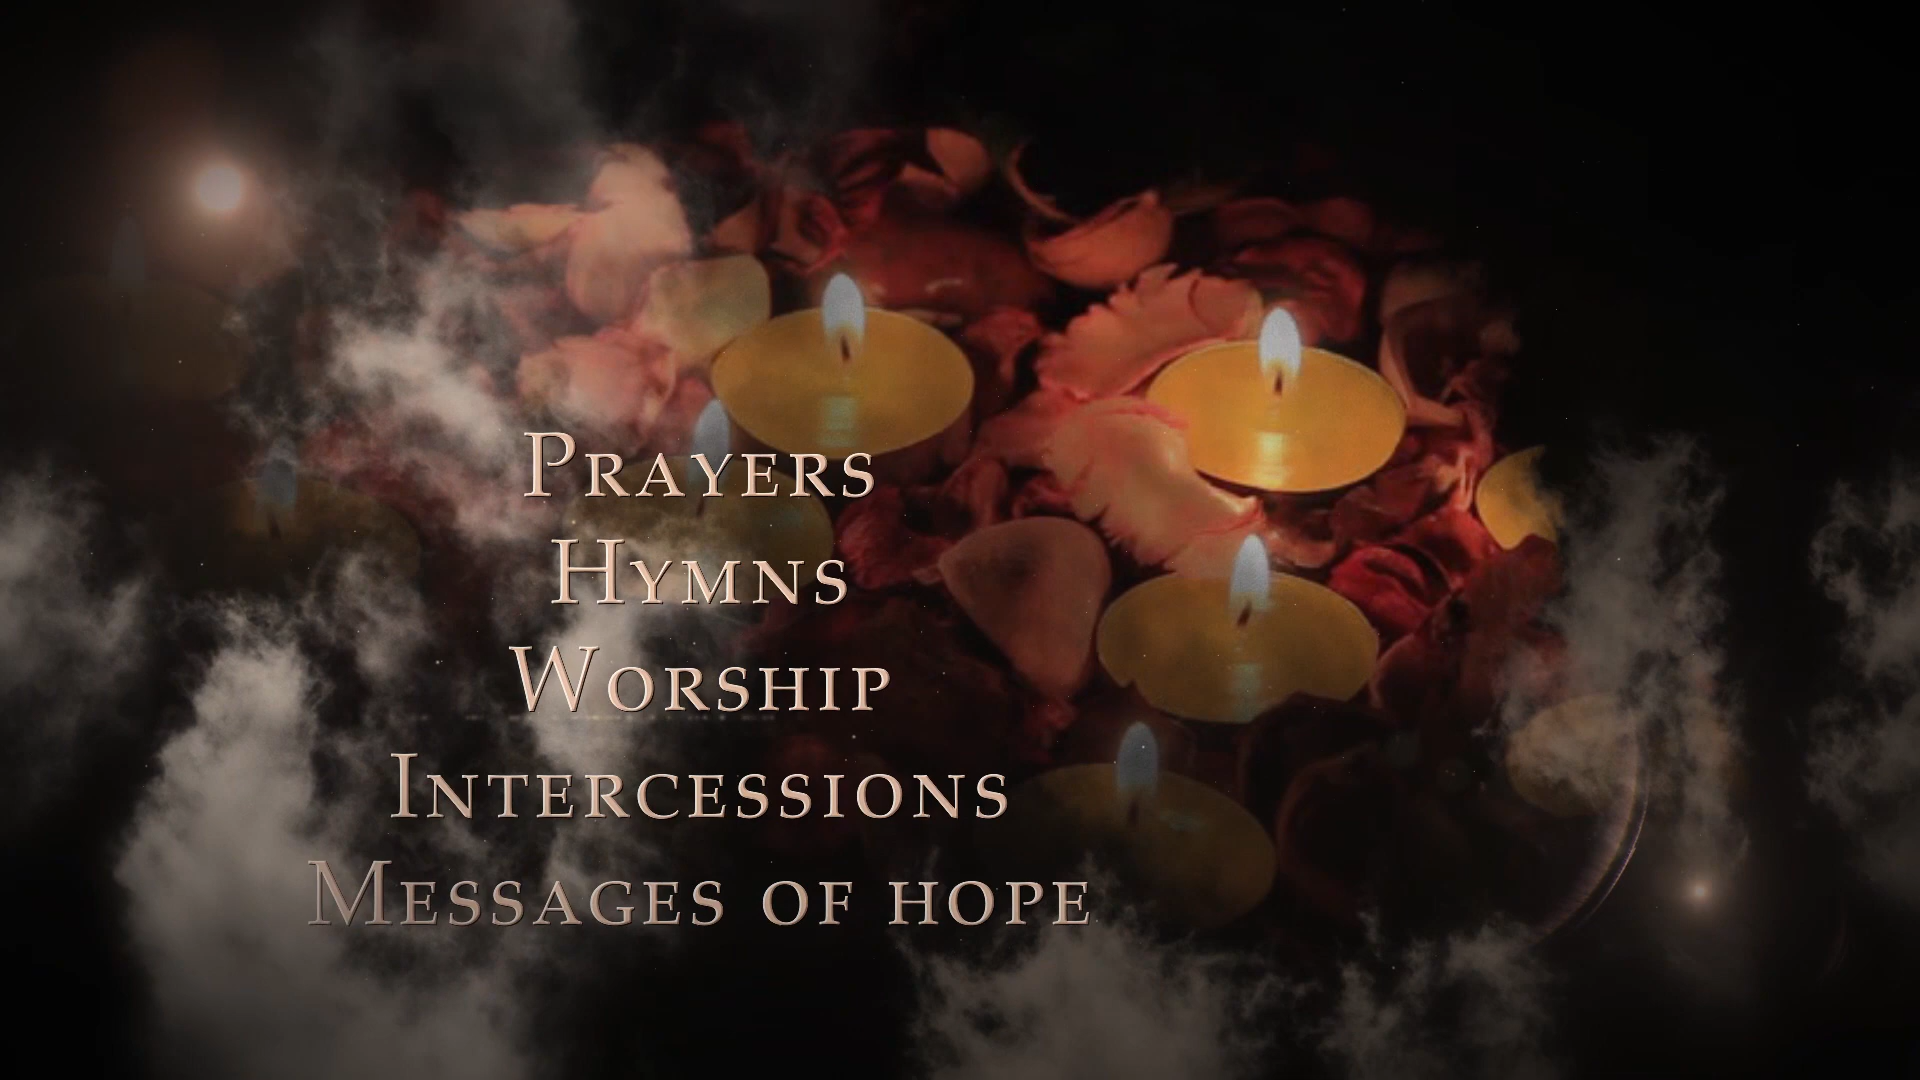 Prayers
Hymns
Worship
Intercessions
Messages of hope